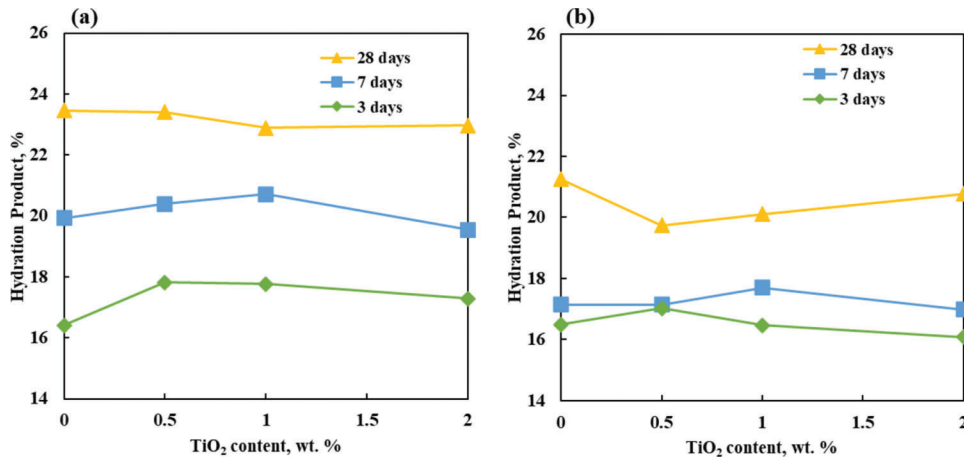 (a)
26
24
22
20
18
16
14
Hydration Product, %
28 days
7 days
3 days
0
0.5
1
1.5
2
TiO₂ content, wt. %
(b)
26
24
22
20
18
16
14
Hydration Product, %
28 days
7 days
3 days
0
0.5
1
1.5
2
TiO₂ content, wt. %